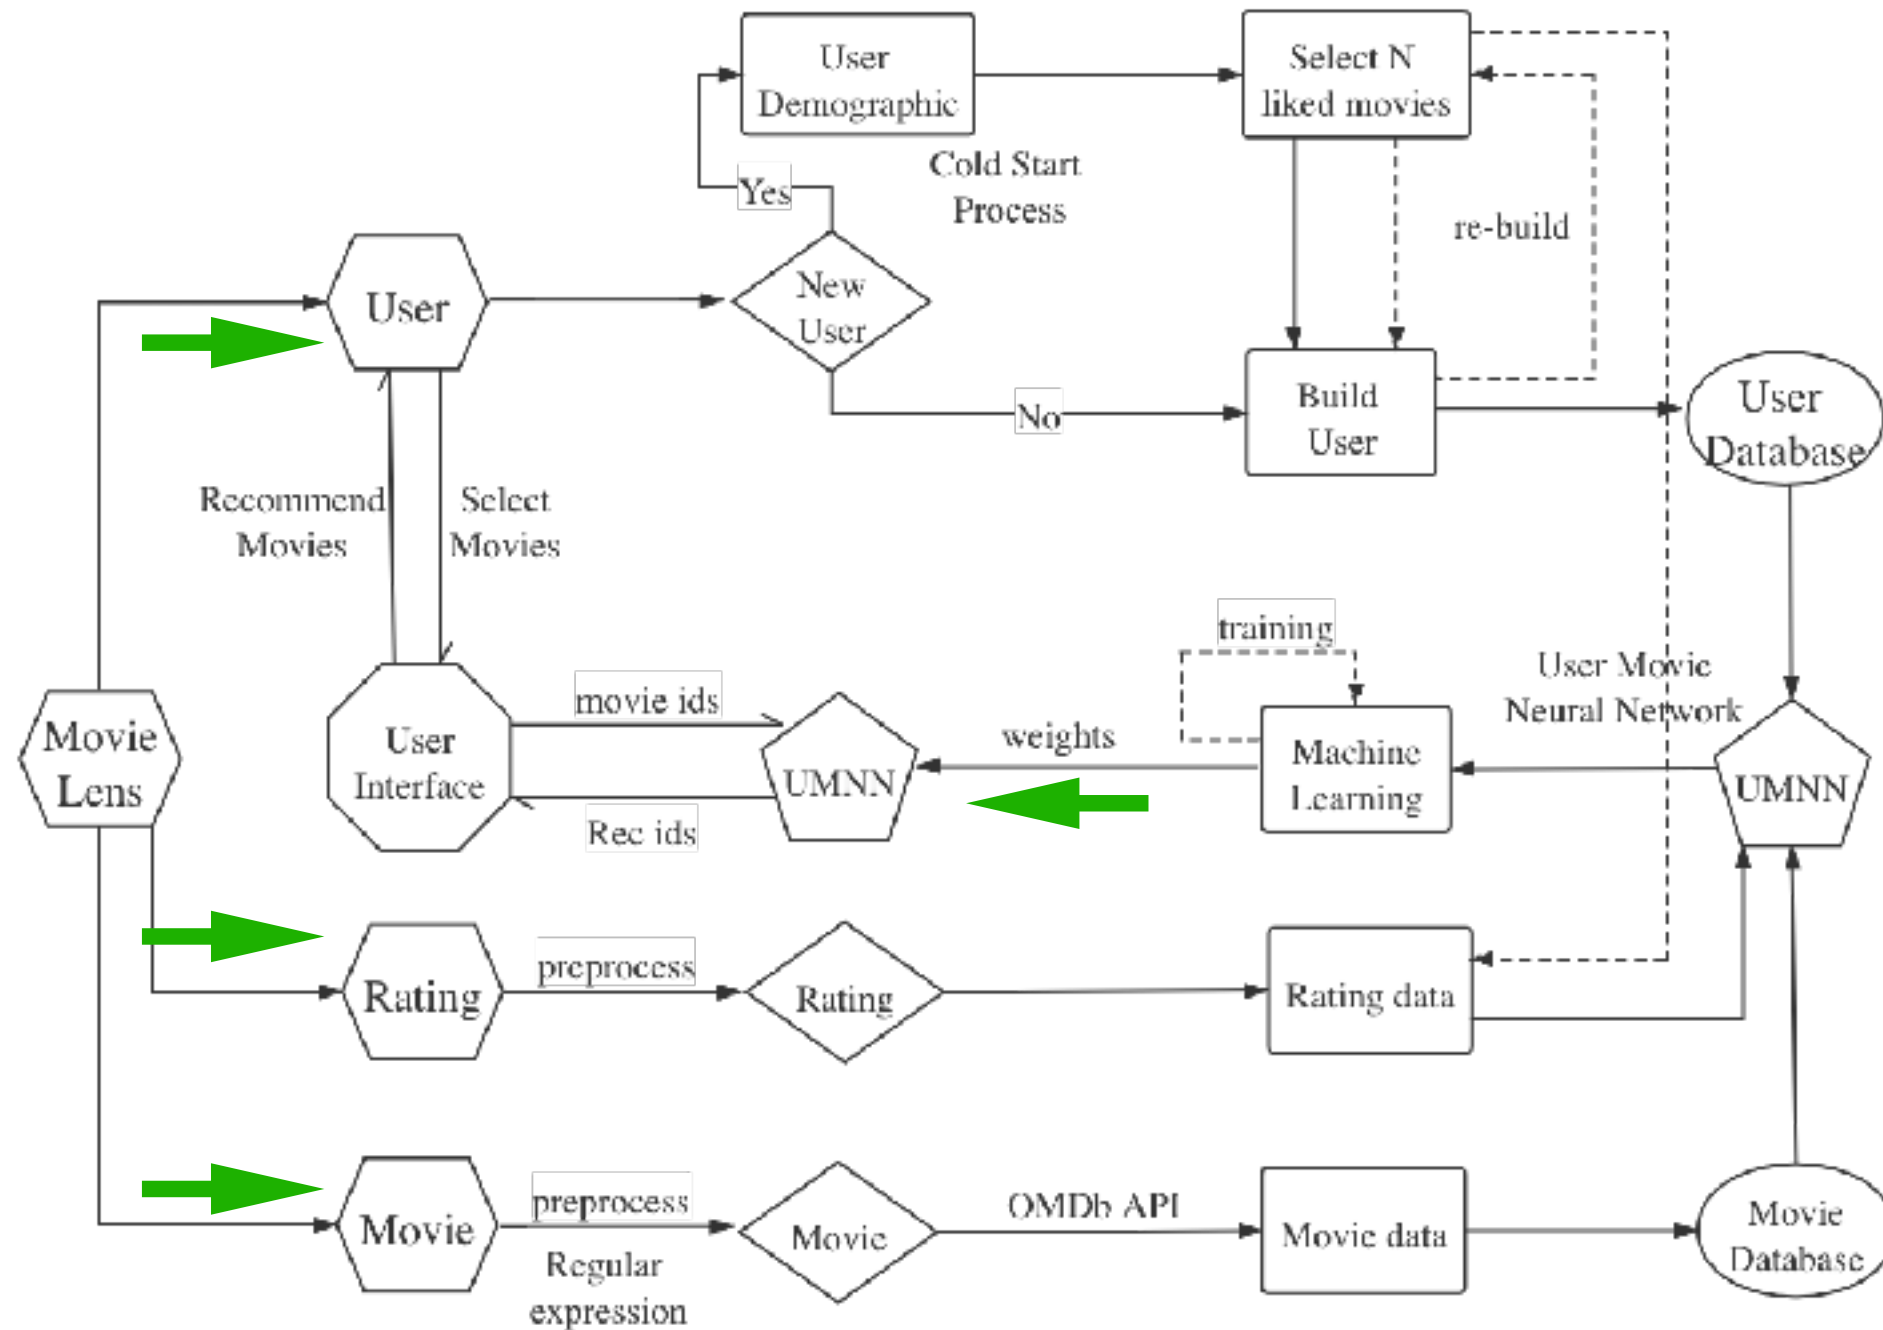 User
Demographic
Select N
liked movies
Cold Start
Process
Yes
re-build
User
New
User
Build
User
No
User
Database
Recommend
Movies
Select
Movies
training
User Movie
Neural Network
movie ids
weights
Movie
Lens
User
Interface
UMNN
Machine
Learning
UMNN
Rec ids
preprocess
Rating
Rating
Rating data
preprocess
OMDb API
Movie
Movie
Movie data
Movie
Database
Regular
expression